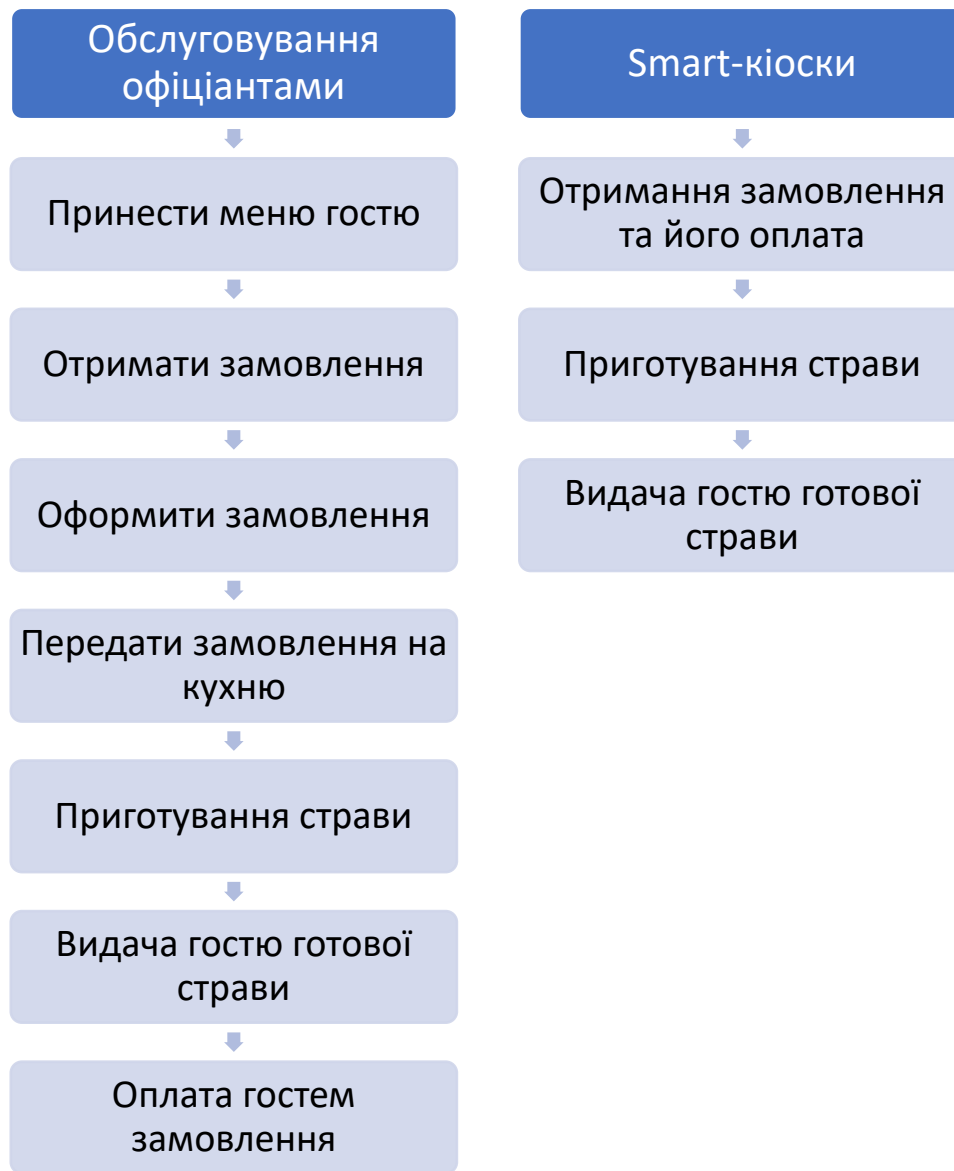 Обслуговування
офіціантами
Принести меню гостю
Отримати замовлення
Оформити замовлення
Передати замовлення на
кухню
Приготування страви
Видача гостю готової
страви
Оплата гостем
замовлення
Smart-кіоски
Отримання замовлення
та його оплата
Приготування страви
Видача гостю готової
страви